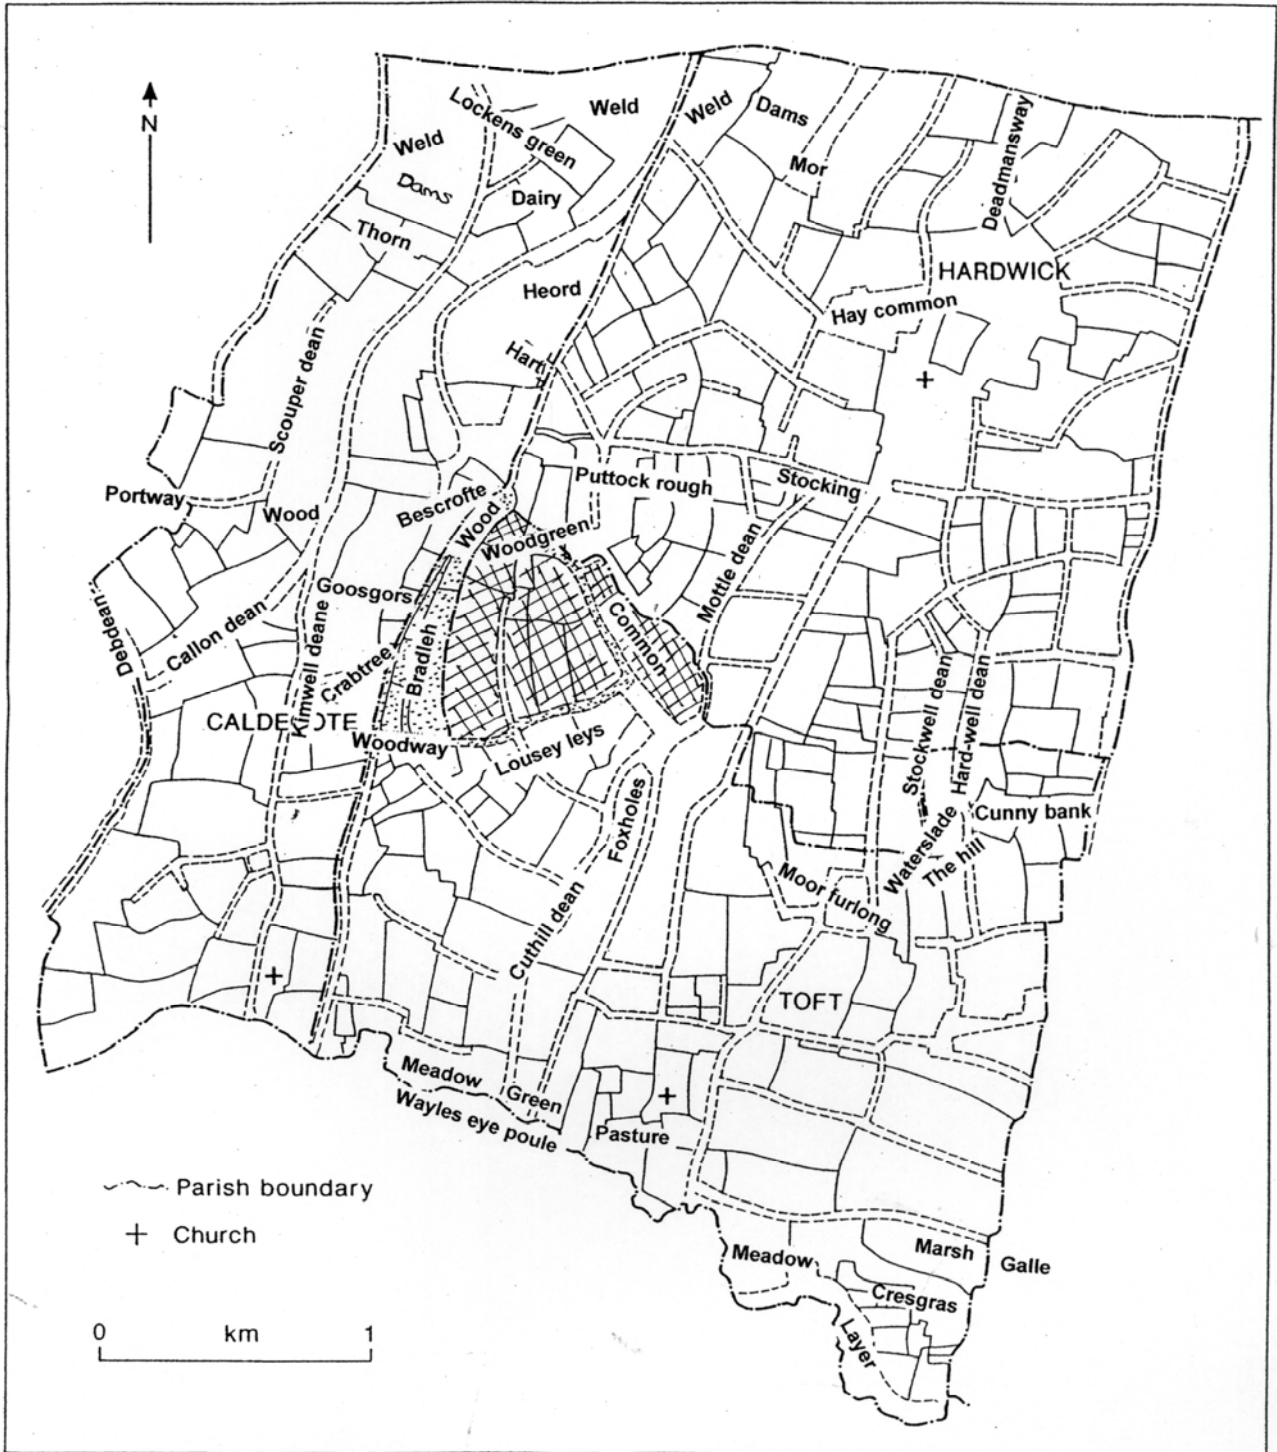 N
Weld
Lockens green
Weld
Weld
Dams
Mor
Deadmansway
Dams
Dairy
Thorn
Heord
HARDWICK
Hay common
Hart
Scouper dean
Portway
Wood
Bescrofte
Wood
Woodgreen
Puttock rough
Stocking
Mottle dean
Goosgors
Common
Debdean
Callon dean
Kimwell deane
Crabtree
Bradleh
CALDECOTE
Woodway
Lousey leys
Foxholes
Stockwell dean
Hard-well dean
Cunny bank
Waterslade
The hill
Moor furlong
Cuthill dean
TOFT
Meadow
Green
Wayles eye poule
Pasture
Parish boundary
Church
Meadow
Marsh
Galle
Cresgras
Layer
0 km 1